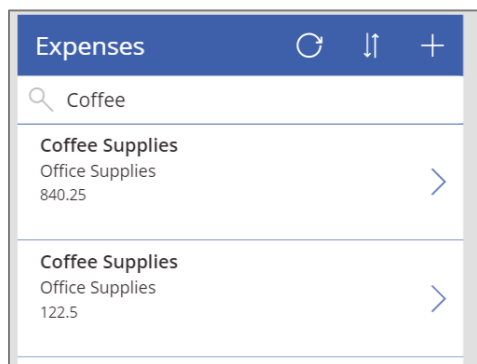 Expenses
Coffee
Coffee Supplies
Office Supplies
840.25
Coffee Supplies
Office Supplies
122.5